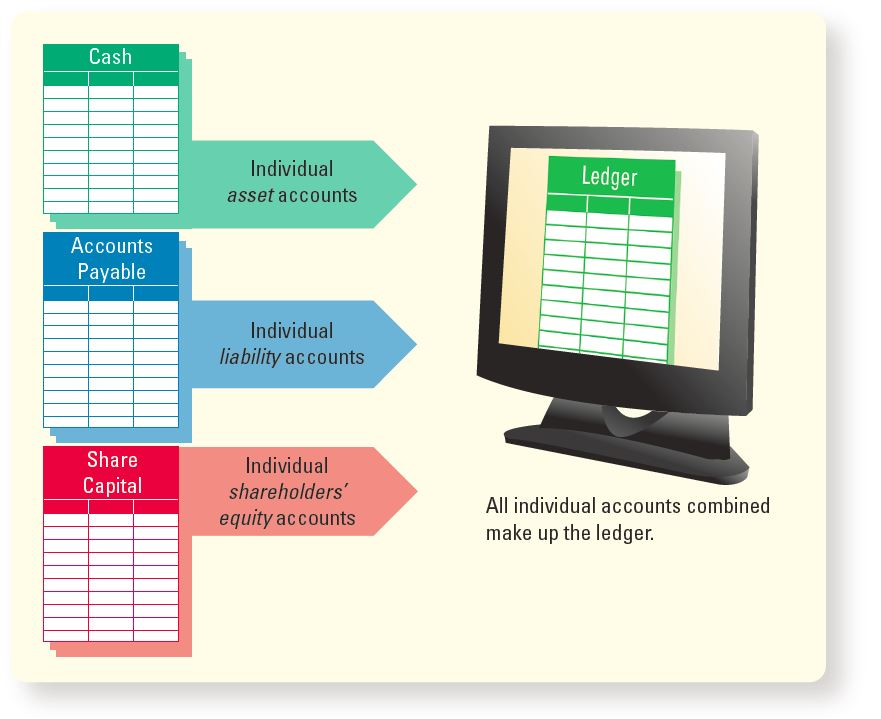 Cash
Individual
asset accounts
Accounts
Payable
Individual
liability accounts
Share
Capital
Individual
shareholders’
equity accounts
Ledger
All individual accounts combined
make up the ledger.